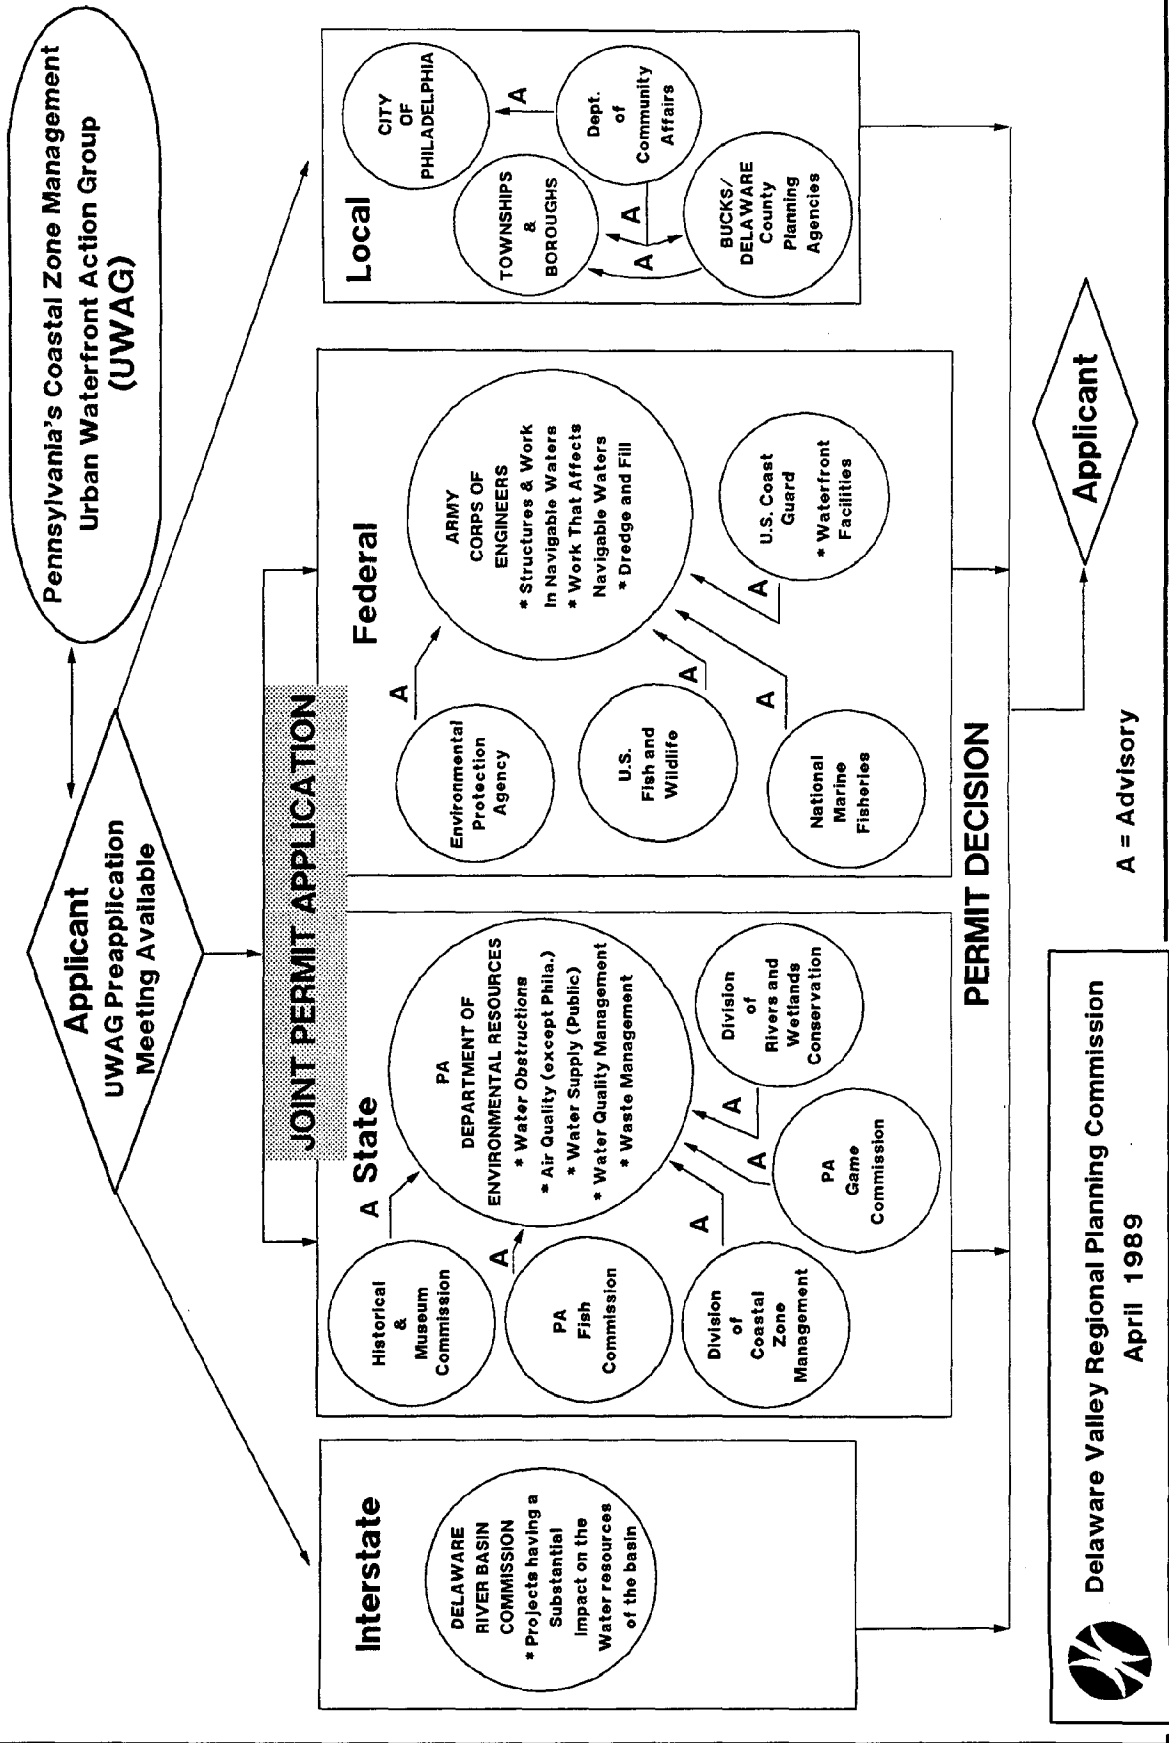 Pennsylvania's Coastal Zone Management
Urban Waterfront Action Group
(UWAG)
Applicant
UWAG Preapplication
Meeting Available
JOINT PERMIT APPLICATION
Interstate
DELAWARE
RIVER BASIN
COMMISSION
* Projects having a
Substantial
Impact on the
Water resources
of the basin
State
Historical
&
Museum
Commission
A
PA
DEPARTMENT OF
ENVIRONMENTAL RESOURCES
* Water Obstructions
* Air Quality (except Phila.)
* Water Supply (Public)
* Water Quality Management
* Waste Management
PA
Fish
Commission
A
Division
of
Coastal
Zone
Management
A
PA
Game
Commission
A
Division
of
Rivers and
Wetlands
Conservation
A
Federal
Environmental
Protection
Agency
A
ARMY
CORPS OF
ENGINEERS
* Structures & Work
In Navigable Waters
* Work That Affects
Navigable Waters
* Dredge and Fill
U.S.
Fish and
Wildlife
A
National
Marine
Fisheries
A
U.S. Coast
Guard
* Waterfront
Facilities
A
Local
CITY
OF
PHILADELPHIA
A
TOWNSHIPS
&
BOROUGHS
Dept.
of
Community
Affairs
A
A
BUCKS/
DELAWARE
County
Planning
Agencies
PERMIT DECISION
Applicant
A = Advisory
Delaware Valley Regional Planning Commission
April 1989